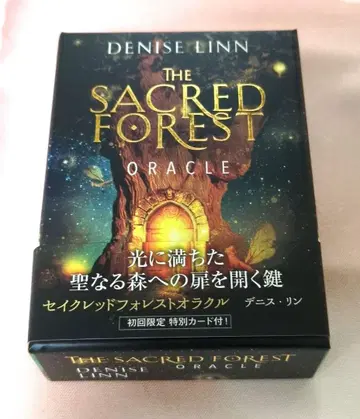 DENISE LINN
THE
SACRED
FOREST
ORACLE
光に満ちた
聖なる森への扉を開く鍵
セイクレッドフォレストオラクル デニス・リン
初回限定 特別カード付!
THE SACRED FOREST
DENISE LINN ORACLE